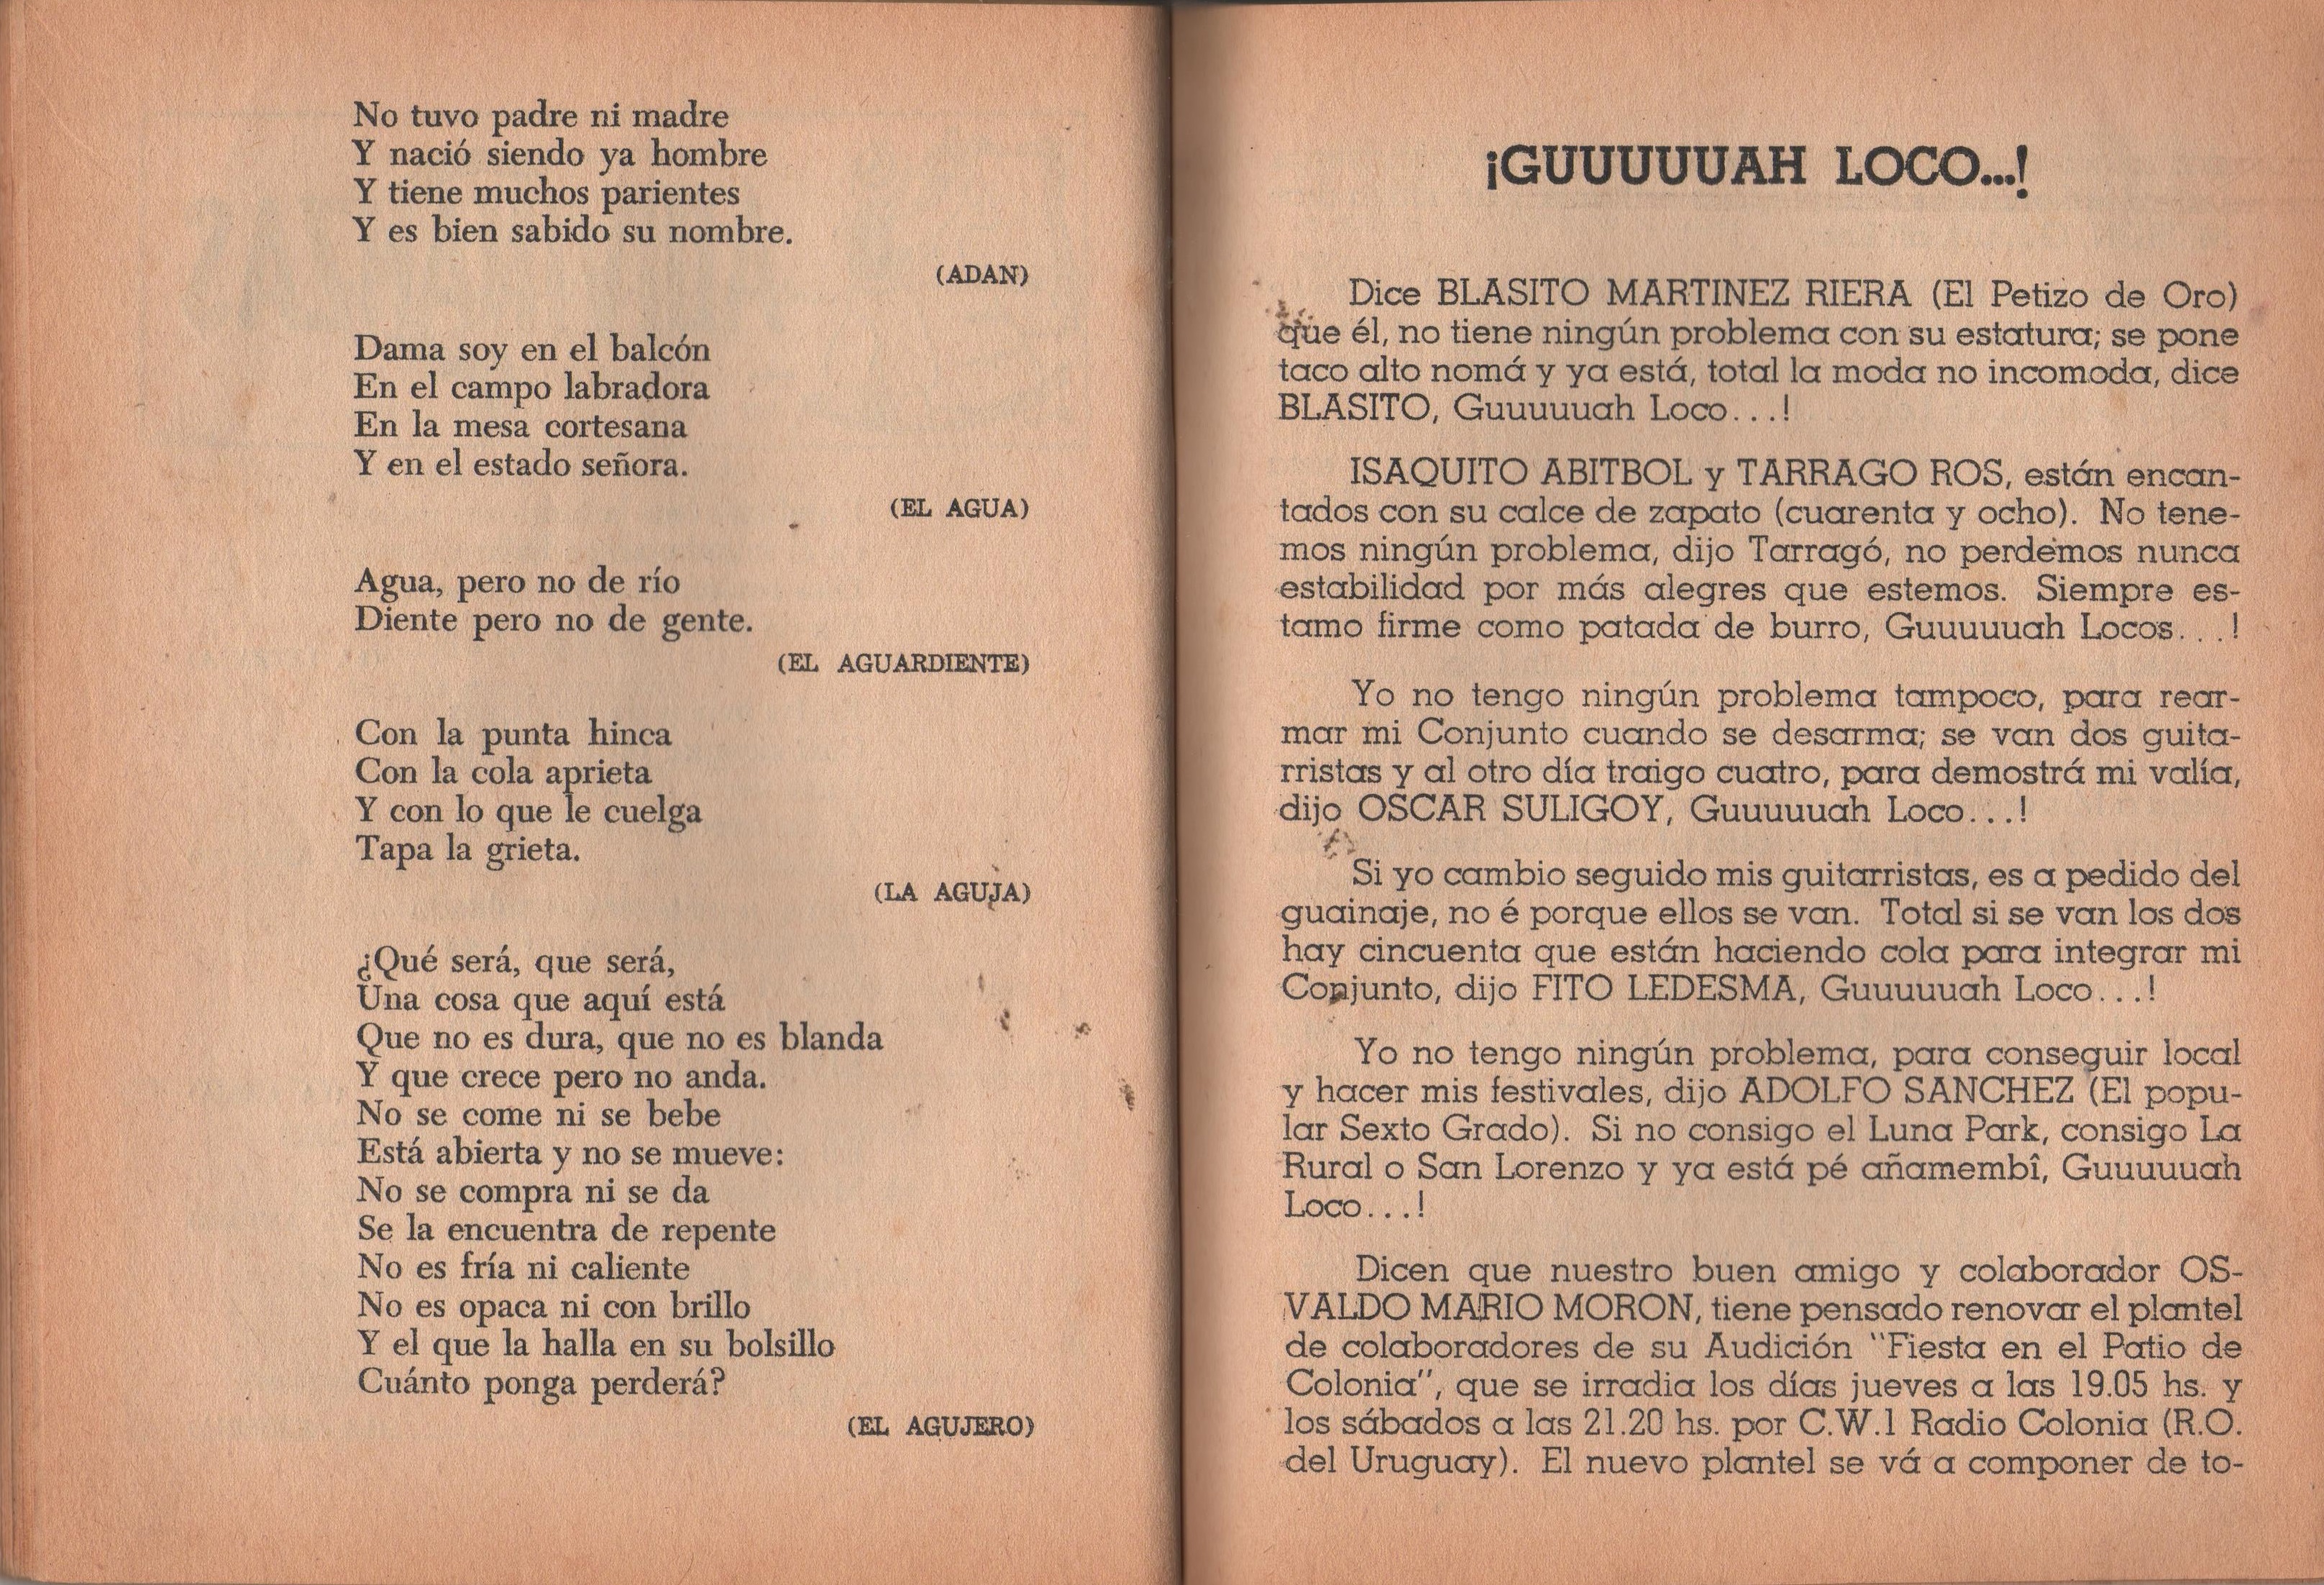 No tuvo padre ni madre
Y nació siendo ya hombre
Y tiene muchos parientes
Y es bien sabido su nombre.
(ADAN)
Dama soy en el balcón
En el campo labradora
En la mesa cortesana
Y en el estado señora.
(EL AGUA)
Agua, pero no de río
Diente pero no de gente.
(EL AGUARDIENTE)
Con la punta hinca
Con la cola aprieta
Y con lo que le cuelga
Tapa la grieta.
(LA AGUJA)
¿Qué será, que será,
Una cosa que aquí está
Que no es dura, que no es blanda
Y que crece pero no anda.
No se come ni se bebe
Está abierta y no se mueve:
No se compra ni se da
Se la encuentra de repente
No es fría ni caliente
No es opaca ni con brillo
Y el que la halla en su bolsillo
Cuánto ponga perderá?
(EL AGUJERO)
¡GUUUUUAH LOCO...!
Dice BLASITO MARTINEZ RIERA (El Petizo de Oro)
que él, no tiene ningún problema con su estatura; se pone
taco alto nomá y ya está, total la moda no incomoda, dice
BLASITO, Guuuuuah Loco...!
ISAQUITO ABITBOL y TARRAGO ROS, están encan-
tados con su calce de zapato (cuarenta y ocho). No tene-
mos ningún problema, dijo Tarragó, no perdemos nunca
estabilidad por más alegres que estemos. Siempre es-
tamo firme como patada de burro, Guuuuuah Locos...!
Yo no tengo ningún problema tampoco, para rear-
mar mi Conjunto cuando se desarma; se van dos guita-
rristas y al otro día traigo cuatro, para demostrá mi valía,
dijo OSCAR SULIGOY, Guuuuuah Loco...!
Si yo cambio seguido mis guitarristas, es a pedido del
guainaje, no é porque ellos se van. Total si se van los dos
hay cincuenta que están haciendo cola para integrar mi
Conjunto, dijo FITO LEDESMA, Guuuuuah Loco...!
Yo no tengo ningún problema, para conseguir local
y hacer mis festivales, dijo ADOLFO SANCHEZ (El popu-
lar Sexto Grado). Si no consigo el Luna Park, consigo La
Rural o San Lorenzo y ya está pé añamembî, Guuuuuah
Loco...!
Dicen que nuestro buen amigo y colaborador OS-
VALDO MARIO MORON, tiene pensado renovar el plantel
de colaboradores de su Audición "Fiesta en el Patio de
Colonia", que se irradia los días jueves a las 19.05 hs. y
los sábados a las 21.20 hs. por C.W.1 Radio Colonia (R.O.
del Uruguay). El nuevo plantel se vá a componer de to-